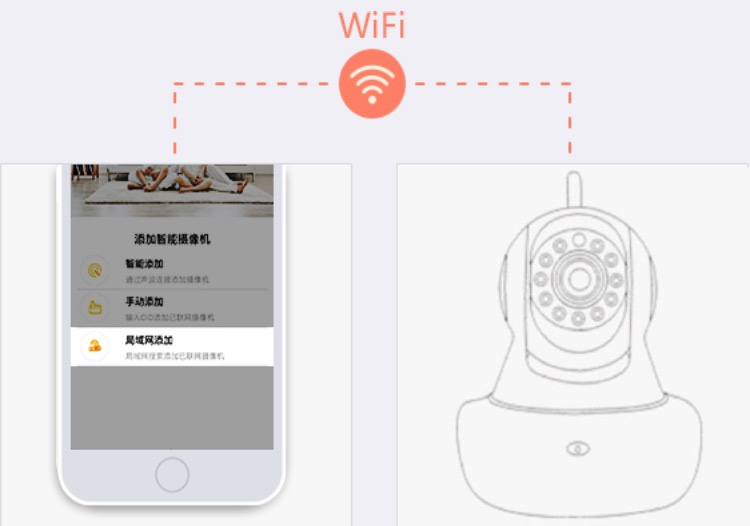 WiFi
添加智能摄像机
智能添加
通过声波连接添加摄像机
手动添加
输入CID添加已联网摄像机
局域网添加
局域网搜索添加已联网摄像机